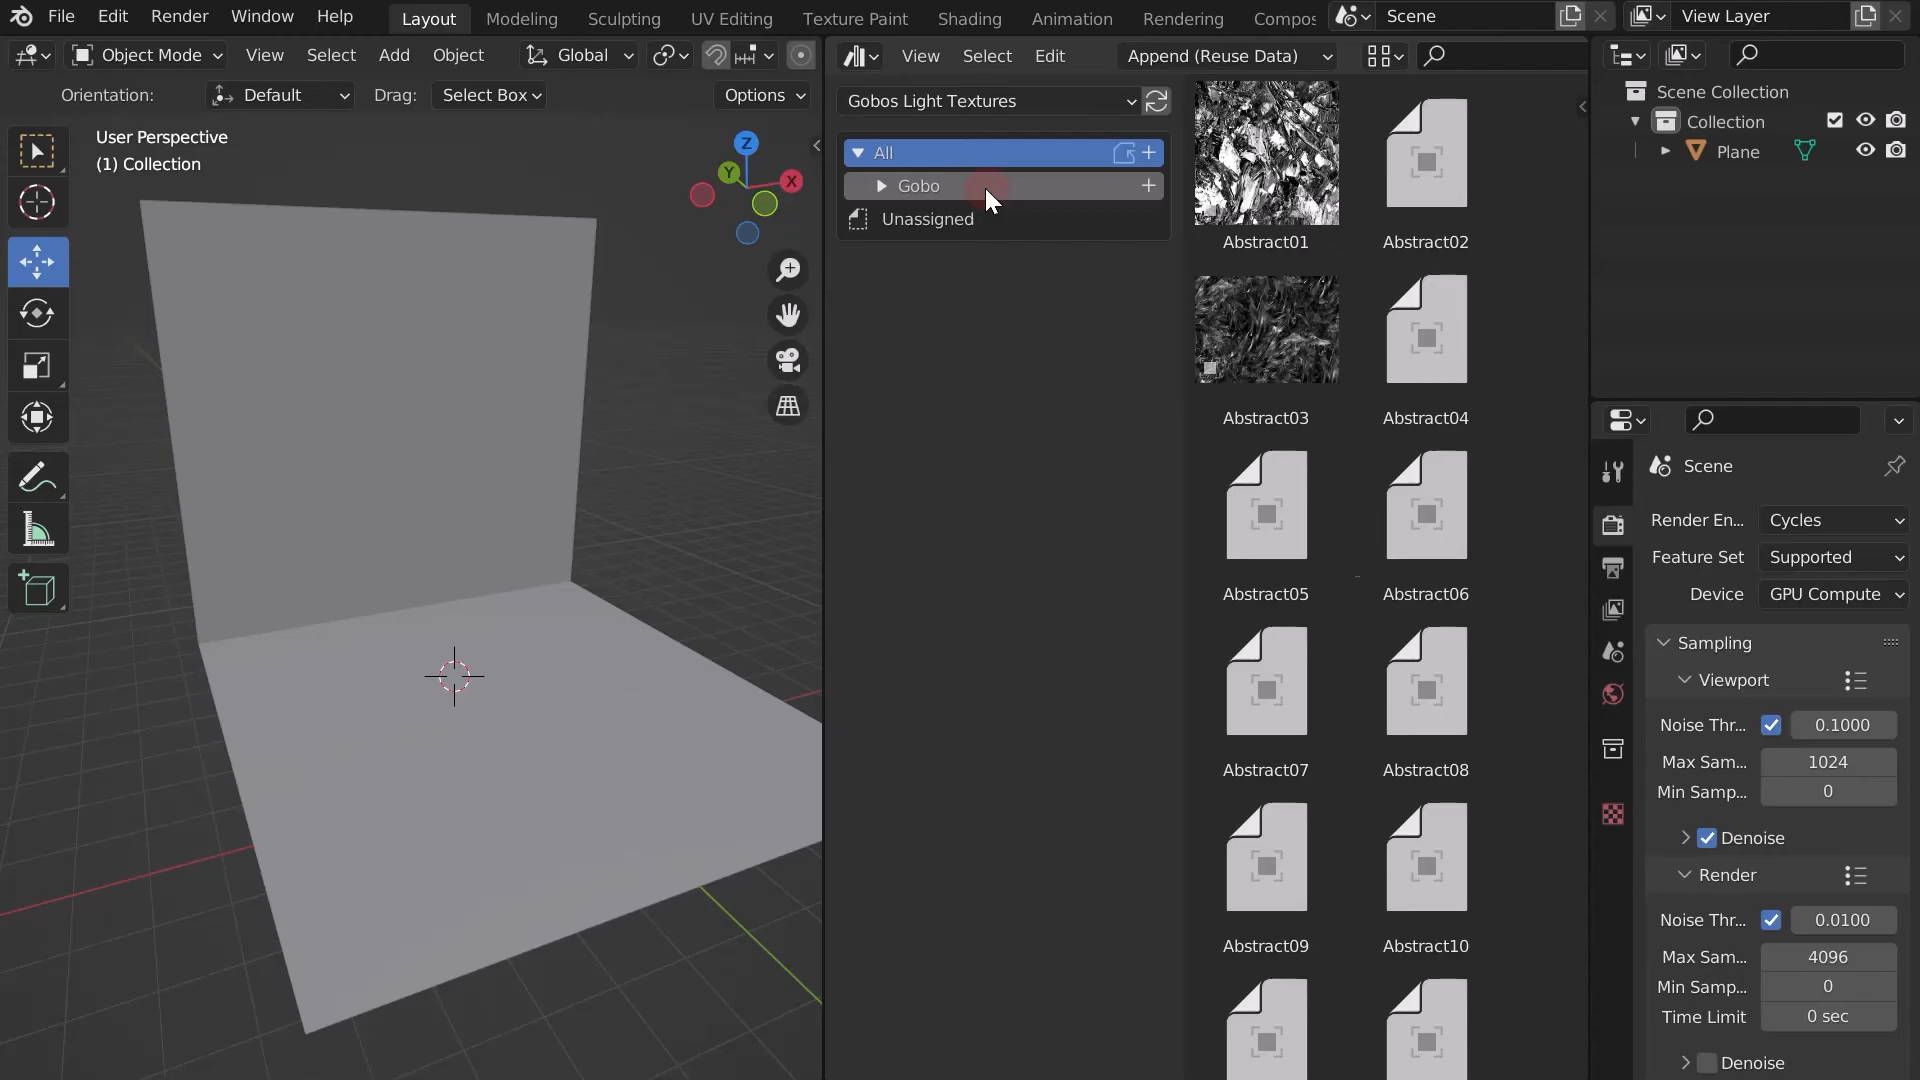 File Edit Render Window Help Layout Modeling Sculpting UV Editing Texture Paint Shading Animation Rendering Compos Scene View Layer
Object Mode View Select Add Object Global
Orientation: Default Drag: Select Box Options
User Perspective
(1) Collection
Z
Y
X
View Select Edit Append (Reuse Data)
Gobos Light Textures
All
Gobo
Unassigned
Abstract01 Abstract02
Abstract03 Abstract04
Abstract05 Abstract06
Abstract07 Abstract08
Abstract09 Abstract10
Scene Collection
Collection
Plane
Scene
Render En... Cycles
Feature Set Supported
Device GPU Compute
Sampling
Viewport
Noise Thr... 0.1000
Max Sam... 1024
Min Samp... 0
Denoise
Render
Noise Thr... 0.0100
Max Sam... 4096
Min Samp... 0
Time Limit 0 sec
Denoise